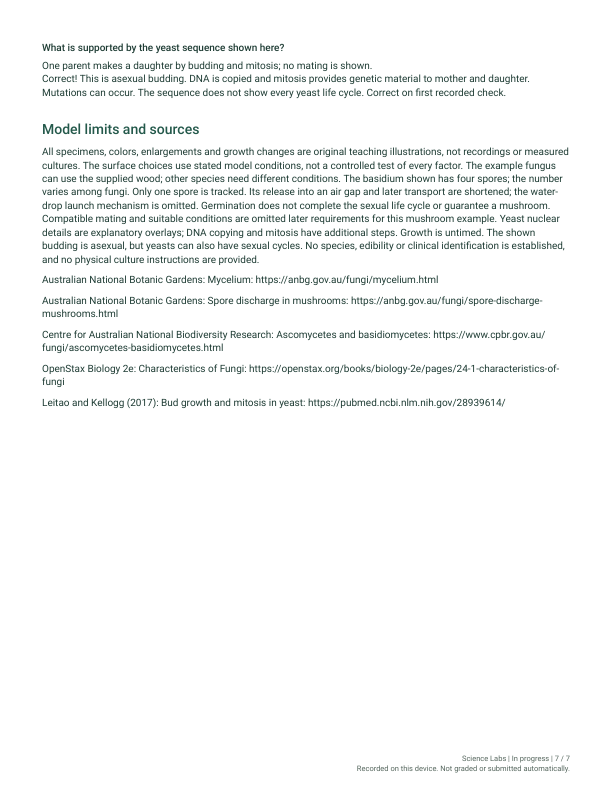 What is supported by the yeast sequence shown here?
One parent makes a daughter by budding and mitosis; no mating is shown.
Correct! This is asexual budding. DNA is copied and mitosis provides genetic material to mother and daughter.
Mutations can occur. The sequence does not show every yeast life cycle. Correct on first recorded check.
Model limits and sources
All specimens, colors, enlargements and growth changes are original teaching illustrations, not recordings or measured
cultures. The surface choices use stated model conditions, not a controlled test of every factor. The example fungus
can use the supplied wood; other species need different conditions. The basidium shown has four spores; the number
varies among fungi. Only one spore is tracked. Its release into an air gap and later transport are shortened; the water-
drop launch mechanism is omitted. Germination does not complete the sexual life cycle or guarantee a mushroom.
Compatible mating and suitable conditions are omitted later requirements for this mushroom example. Yeast nuclear
details are explanatory overlays; DNA copying and mitosis have additional steps. Growth is untimed. The shown
budding is asexual, but yeasts can also have sexual cycles. No species, edibility or clinical identification is established,
and no physical culture instructions are provided.
Australian National Botanic Gardens: Mycelium: https://anbg.gov.au/fungi/mycelium.html
Australian National Botanic Gardens: Spore discharge in mushrooms: https://anbg.gov.au/fungi/spore-discharge-
mushrooms.html
Centre for Australian National Biodiversity Research: Ascomycetes and basidiomycetes: https://www.cpbr.gov.au/
fungi/ascomycetes-basidiomycetes.html
OpenStax Biology 2e: Characteristics of Fungi: https://openstax.org/books/biology-2e/pages/24-1-characteristics-of-
fungi
Leitao and Kellogg (2017): Bud growth and mitosis in yeast: https://pubmed.ncbi.nlm.nih.gov/28939614/
Science Labs | In progress | 7 / 7
Recorded on this device. Not graded or submitted automatically.